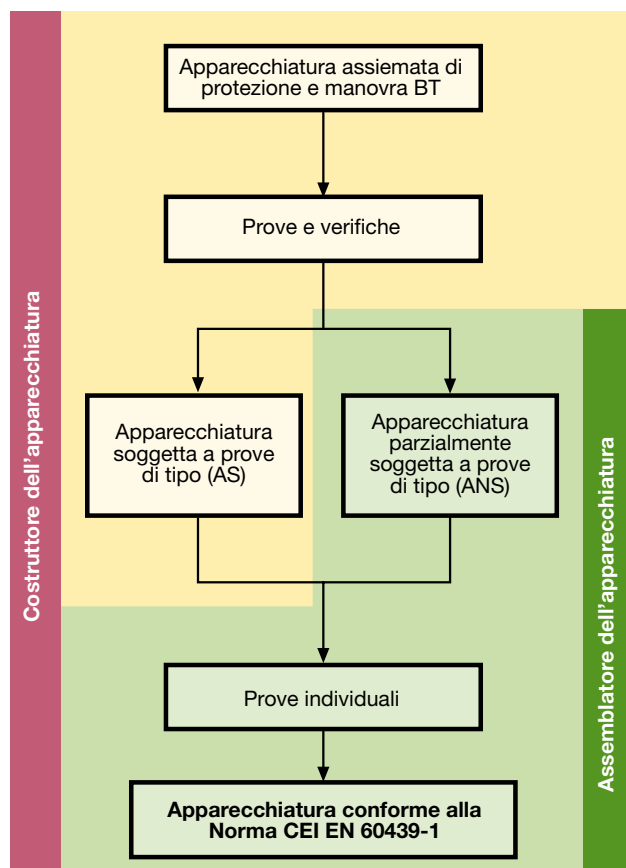 Apparecchiatura assiemata di
protezione e manovra BT
Prove e verifiche
Costruttore dell'apparecchiatura
Apparecchiatura
soggetta a prove
di tipo (AS)
Apparecchiatura
parzialmente
soggetta a prove
di tipo (ANS)
Assemblatore dell'apparecchiatura
Prove individuali
Apparecchiatura conforme alla
Norma CEI EN 60439-1